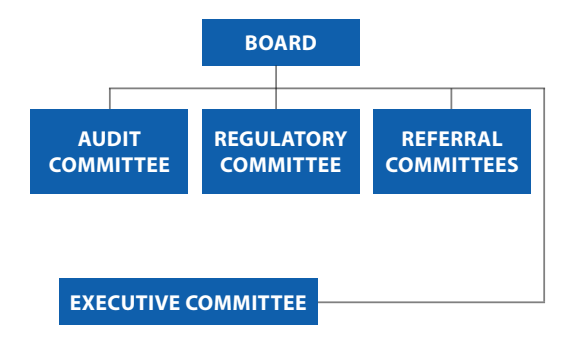 BOARD
AUDIT
COMMITTEE
REGULATORY
COMMITTEE
REFERRAL
COMMITTEES
EXECUTIVE COMMITTEE